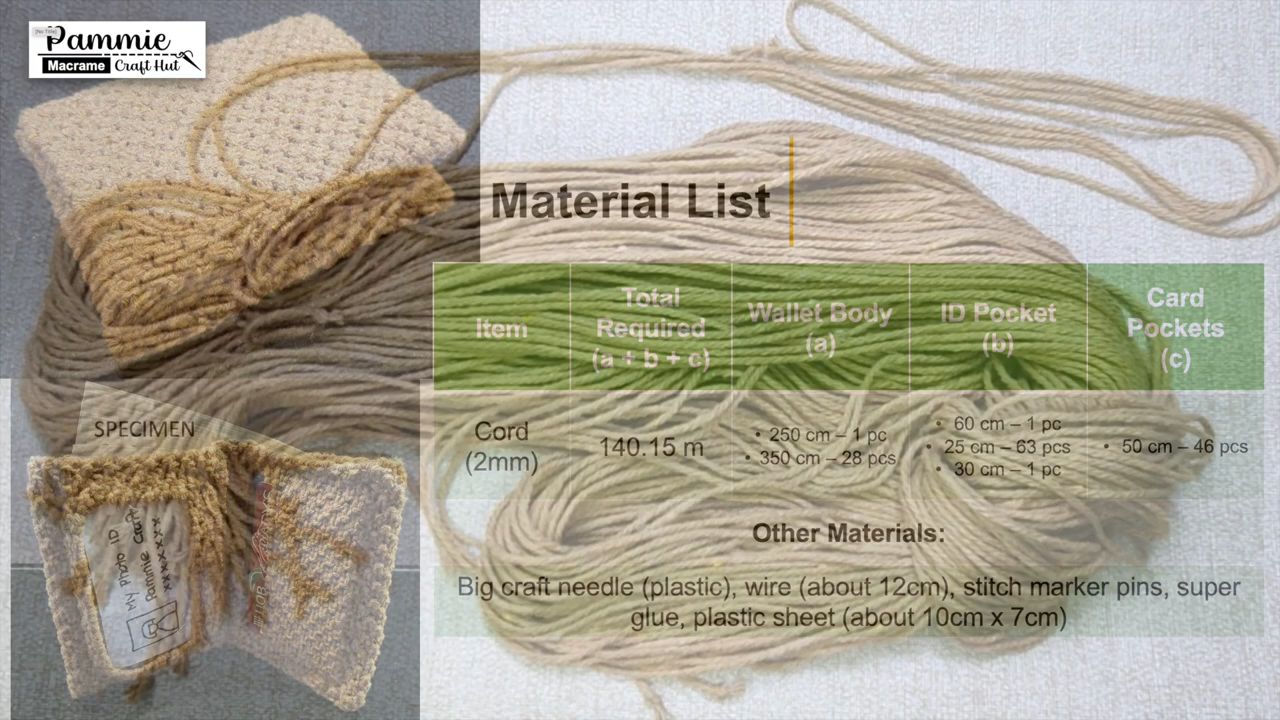 [No Title]
Pammie
Macrame Craft Hut
Material List
Item
Total
Required
(a + b + c)
Wallet Body
(a)
ID Pocket
(b)
Card
Pockets
(c)
Cord
(2mm)
140.15 m
• 250 cm – 1 pc
• 350 cm – 28 pcs
• 60 cm – 1 pc
• 25 cm – 63 pcs
• 30 cm – 1 pc
• 50 cm – 46 pcs
Other Materials:
Big craft needle (plastic), wire (about 12cm), stitch marker pins, super
glue, plastic sheet (about 10cm x 7cm)
SPECIMEN
My Photo ID
Pammie Craft
xxxxxxxx